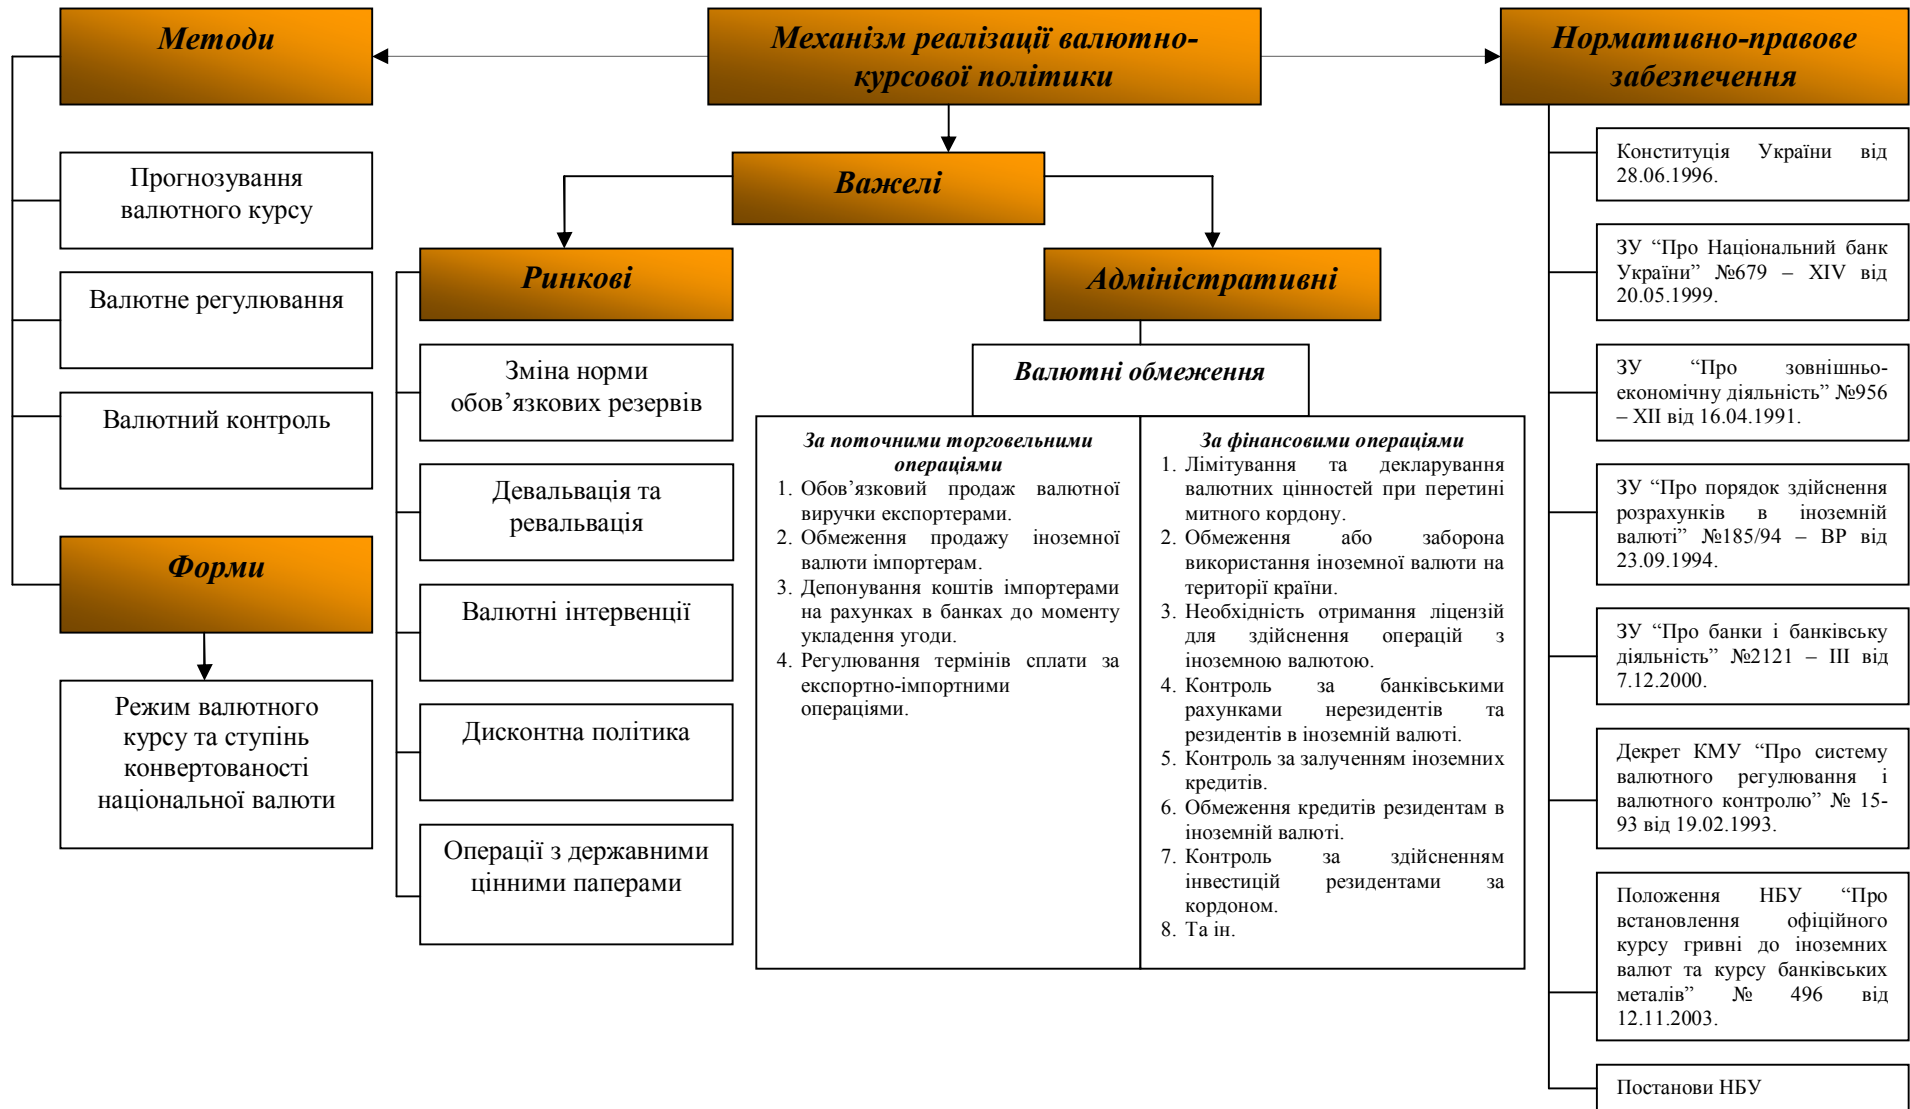 Методи
Механізм реалізації валютно-
курсової політики
Нормативно-правове
забезпечення
Прогнозування
валютного курсу
Валютне регулювання
Валютний контроль
Форми
Режим валютного
курсу та ступінь
конвертованості
національної валюти
Важелі
Ринкові
Зміна норми
обов’язкових резервів
Девальвація та
ревальвація
Валютні інтервенції
Дисконтна політика
Операції з державними
цінними паперами
Адміністративні
Валютні обмеження
За поточними торговельними
операціями
1. Обов’язковий продаж валютної
виручки експортерами.
2. Обмеження продажу іноземної
валюти імпортерам.
3. Депонування коштів імпортерами
на рахунках в банках до моменту
укладення угоди.
4. Регулювання термінів сплати за
експортно-імпортними
операціями.
За фінансовими операціями
1. Лімітування та декларування
валютних цінностей при перетині
митного кордону.
2. Обмеження або заборона
використання іноземної валюти на
території країни.
3. Необхідність отримання ліцензій
для здійснення операцій з
іноземною валютою.
4. Контроль за банківськими
рахунками нерезидентів та
резидентів в іноземній валюті.
5. Контроль за залученням іноземних
кредитів.
6. Обмеження кредитів резидентам в
іноземній валюті.
7. Контроль за здійсненням
інвестицій резидентами за
кордоном.
8. Та ін.
Конституція України від
28.06.1996.
ЗУ “Про Національний банк
України” №679 – XIV від
20.05.1999.
ЗУ “Про зовнішньо-
економічну діяльність” №956
– XII від 16.04.1991.
ЗУ “Про порядок здійснення
розрахунків в іноземній
валюті” №185/94 – ВР від
23.09.1994.
ЗУ “Про банки і банківську
діяльність” №2121 – III від
7.12.2000.
Декрет КМУ “Про систему
валютного регулювання і
валютного контролю” № 15-
93 від 19.02.1993.
Положення НБУ “Про
встановлення офіційного
курсу гривні до іноземних
валют та курсу банківських
металів” № 496 від
12.11.2003.
Постанови НБУ